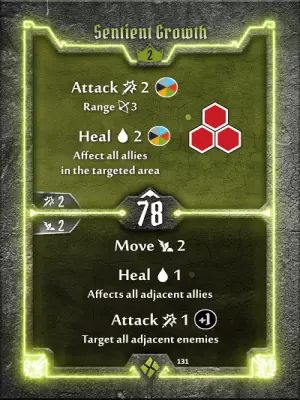 Sentient Growth
2
Attack 2
Range 3
Heal 2
Affect all allies
in the targeted area
2
78
2
Move 2
Heal 1
Affects all adjacent allies
Attack 1 +1
Target all adjacent enemies
131